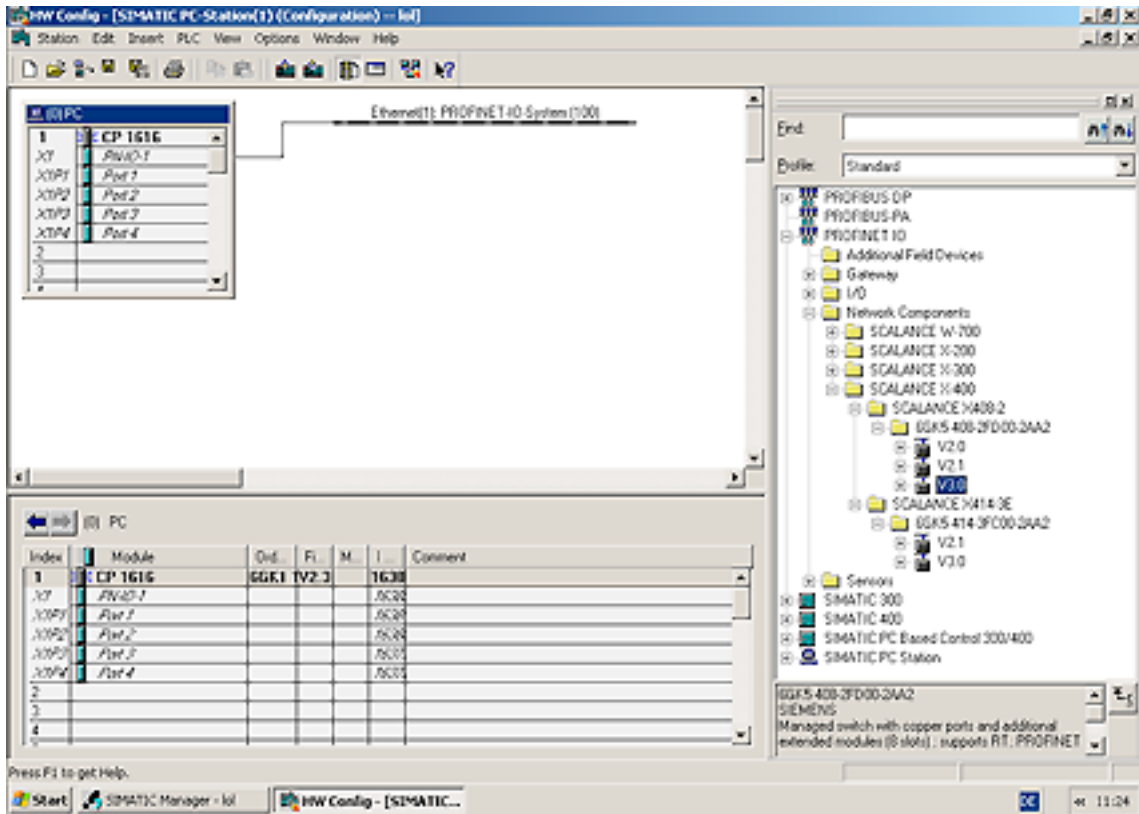 HW Config - [SIMATIC PC-Station(1) (Configuration) -- lol]
Station Edit Insert PLC View Options Window Help
(0) PC
1 CP 1616
X1 PN-IO-1
X1P1 Port 1
X1P2 Port 2
X1P3 Port 3
X1P4 Port 4
2
3
Ethernet(1): PROFINET-IO-System (100)
Find:
Profile: Standard
PROFIBUS-DP
PROFIBUS-PA
PROFINET IO
Additional Field Devices
Gateway
I/O
Network Components
SCALANCE W-700
SCALANCE X-200
SCALANCE X-300
SCALANCE X-400
SCALANCE X408-2
6GK5 408-2FD00-2AA2
V2.0
V2.1
V3.0
SCALANCE X414-3E
6GK5 414-3FC00-2AA2
V2.1
V3.0
Sensors
SIMATIC 300
SIMATIC 400
SIMATIC PC Based Control 300/400
SIMATIC PC Station
6GK5 408-2FD00-2AA2
SIEMENS
Managed switch with copper ports and additional
extended modules (8 slots) ; supports RT; PROFINET
(0) PC
Index Module Ord... Fi... M... I... Comment
1 CP 1616 6GK1 V2.3
X1 PN-IO-1
X1P1 Port 1
X1P2 Port 2
X1P3 Port 3
X1P4 Port 4
2
3
4
Press F1 to get Help.
Start SIMATIC Manager - lol HW Config - [SIMATIC... DE 11:24